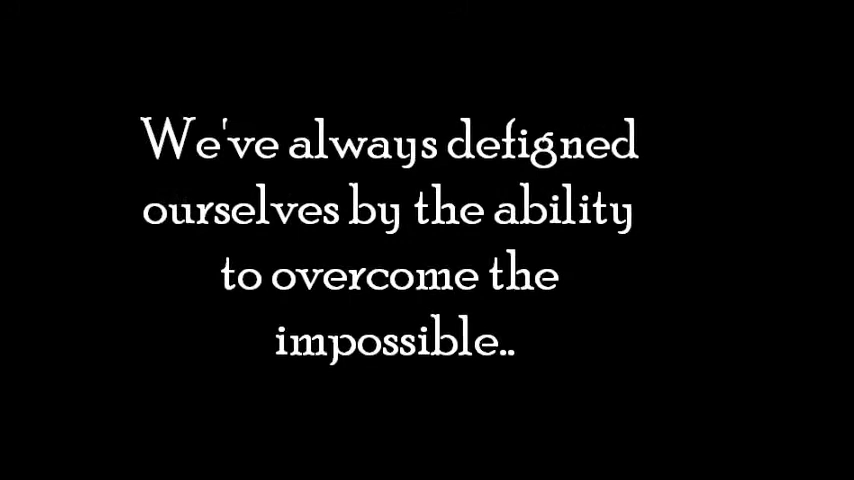 We've always defigned
ourselves by the ability
to overcome the
impossible..